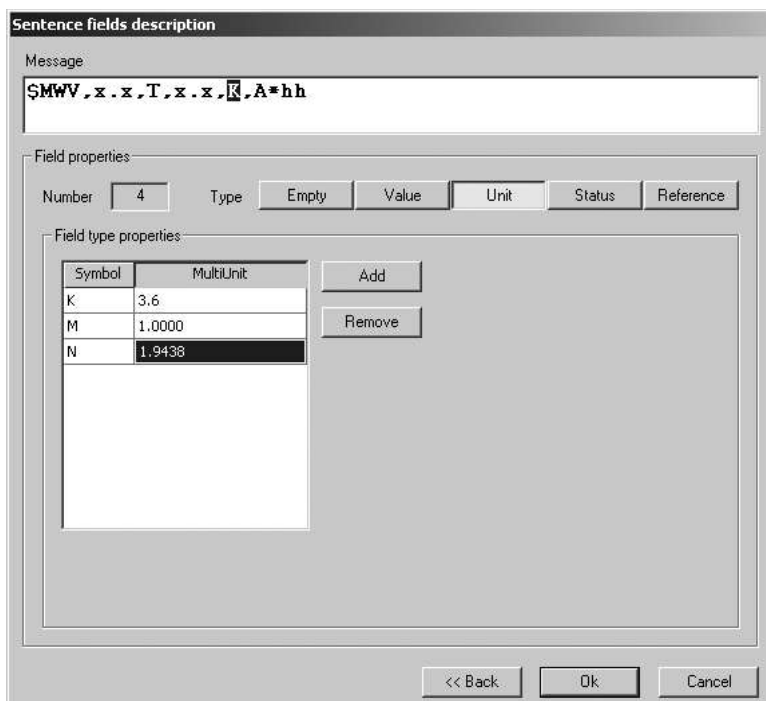 Sentence fields description
Message
$MWV,x.x,T,x.x,K,A*hh
Field properties
Number 4 Type Empty Value Unit Status Reference
Field type properties
Symbol MultiUnit Add
K 3.6
M 1.0000 Remove
N 1.9438
<< Back Ok Cancel